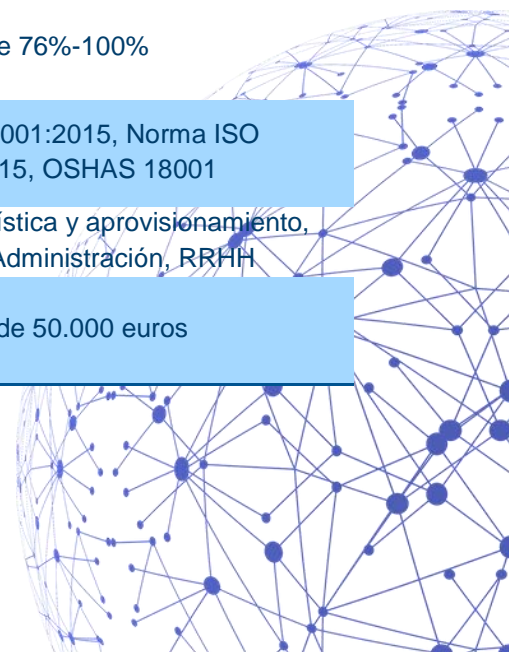 e 76%-100%
001:2015, Norma ISO
15, OSHAS 18001
ística y aprovisionamiento,
Administración, RRHH
de 50.000 euros